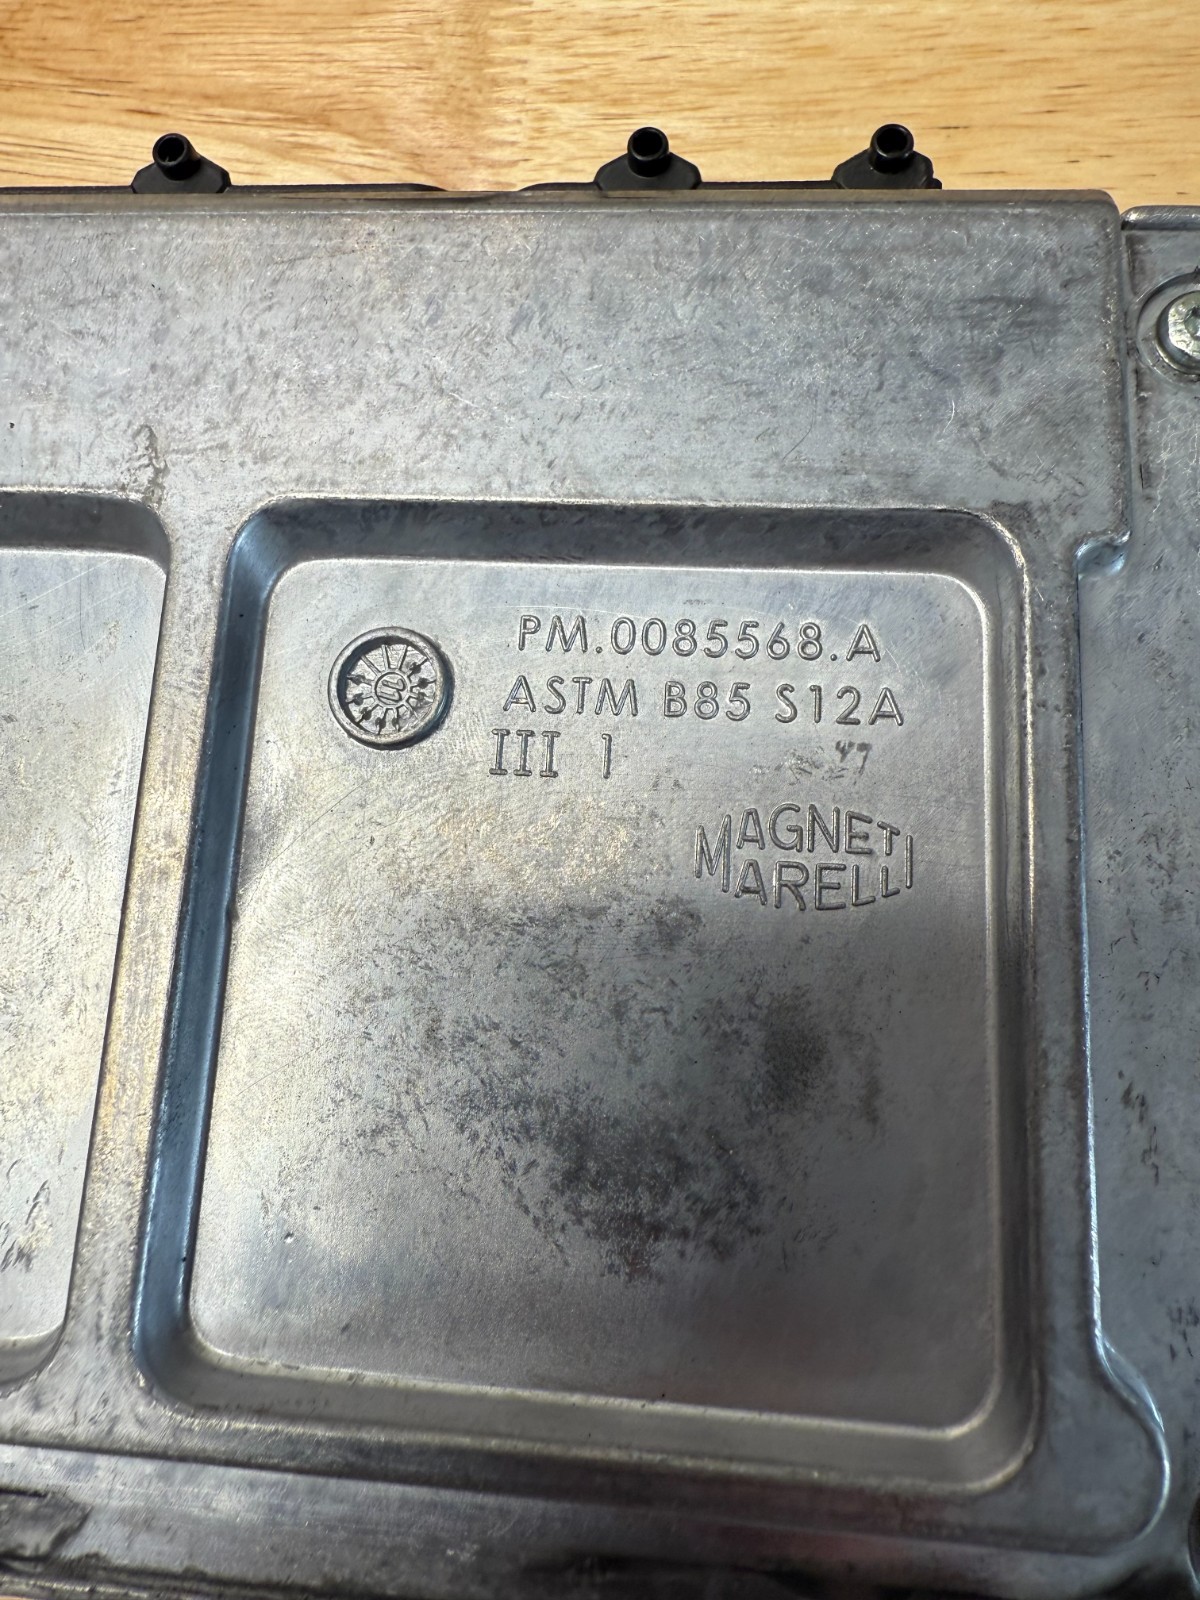 PM.0085568.A
ASTM B85 S12A
III 1
MAGNETI
MARELLI